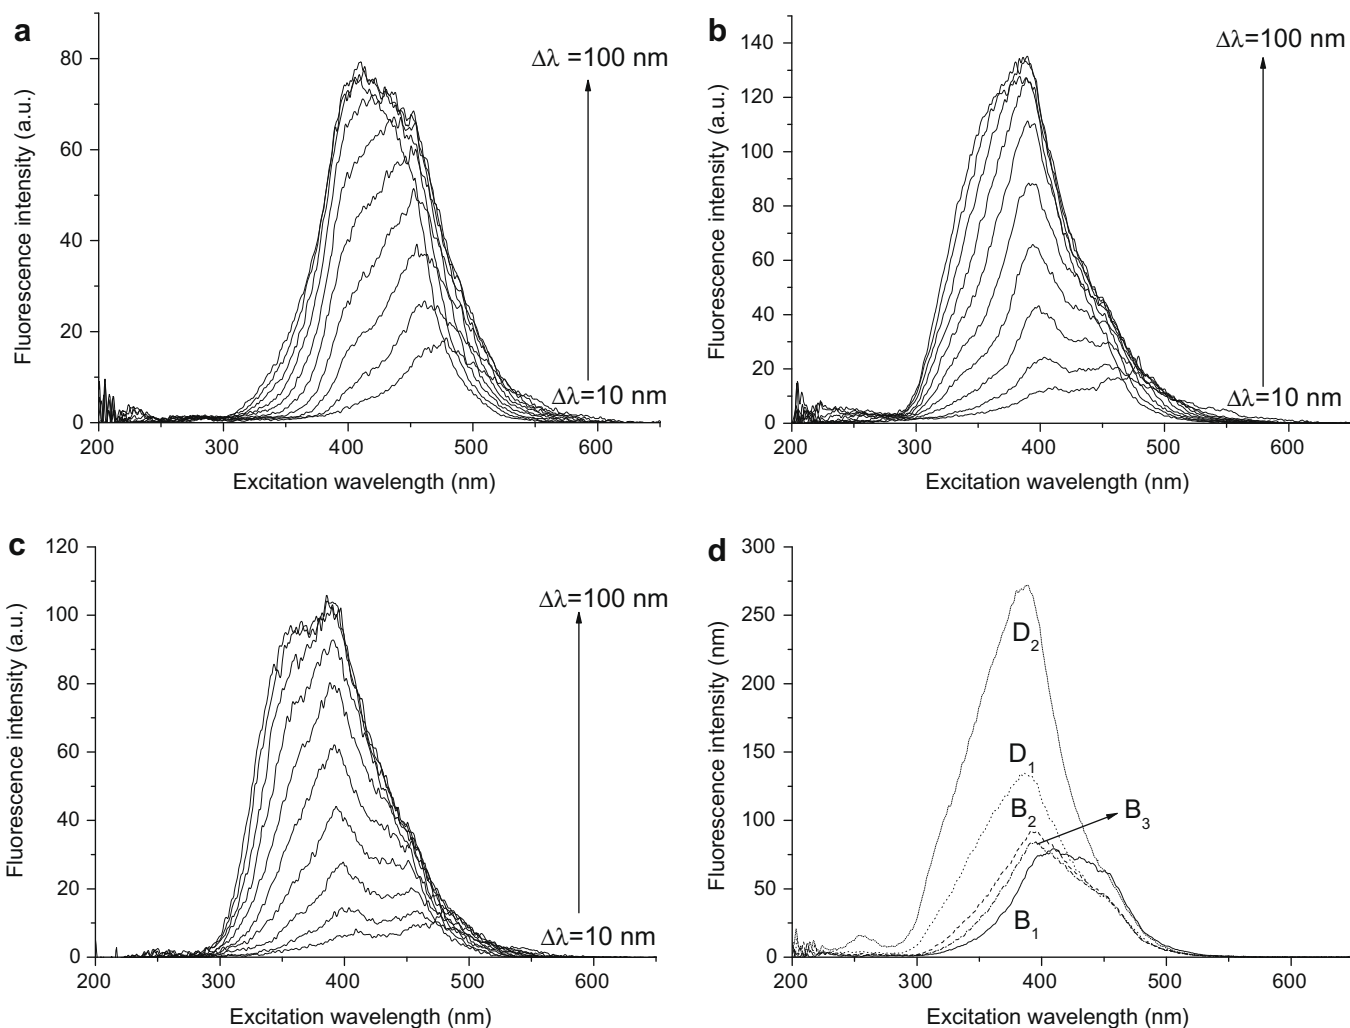 a
80
60
40
20
0
200 300 400 500 600
Fluorescence intensity (a.u.)
Excitation wavelength (nm)
Δλ =100 nm
Δλ=10 nm
b
140
120
100
80
60
40
20
0
200 300 400 500 600
Fluorescence intensity (a.u.)
Excitation wavelength (nm)
Δλ=100 nm
Δλ=10 nm
c
120
100
80
60
40
20
0
200 300 400 500 600
Fluorescence intensity (a.u.)
Excitation wavelength (nm)
Δλ=100 nm
Δλ=10 nm
d
300
250
200
150
100
50
0
200 300 400 500 600
Fluorescence intensity (nm)
Excitation wavelength (nm)
D₂
D₁
B₂
B₃
B₁